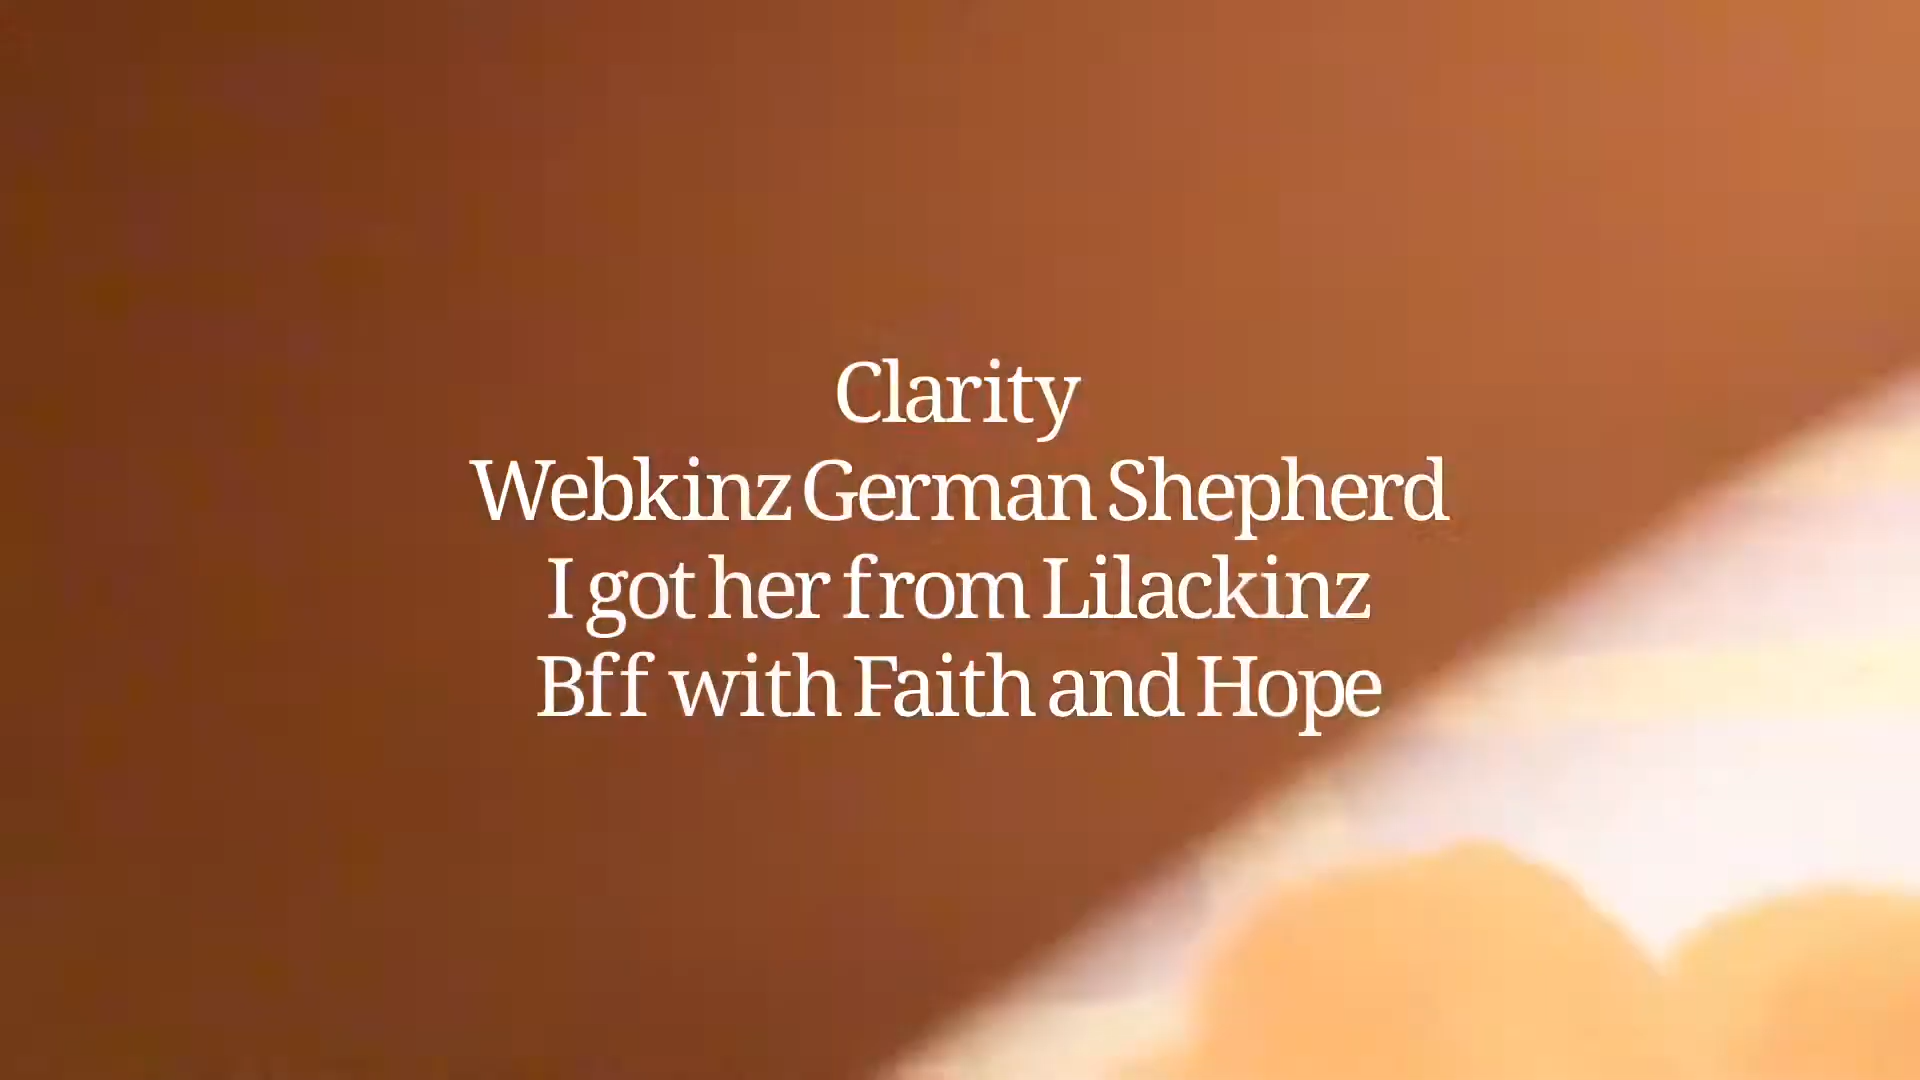 Clarity
Webkinz German Shepherd
I got her from Lilackinz
Bff with Faith and Hope